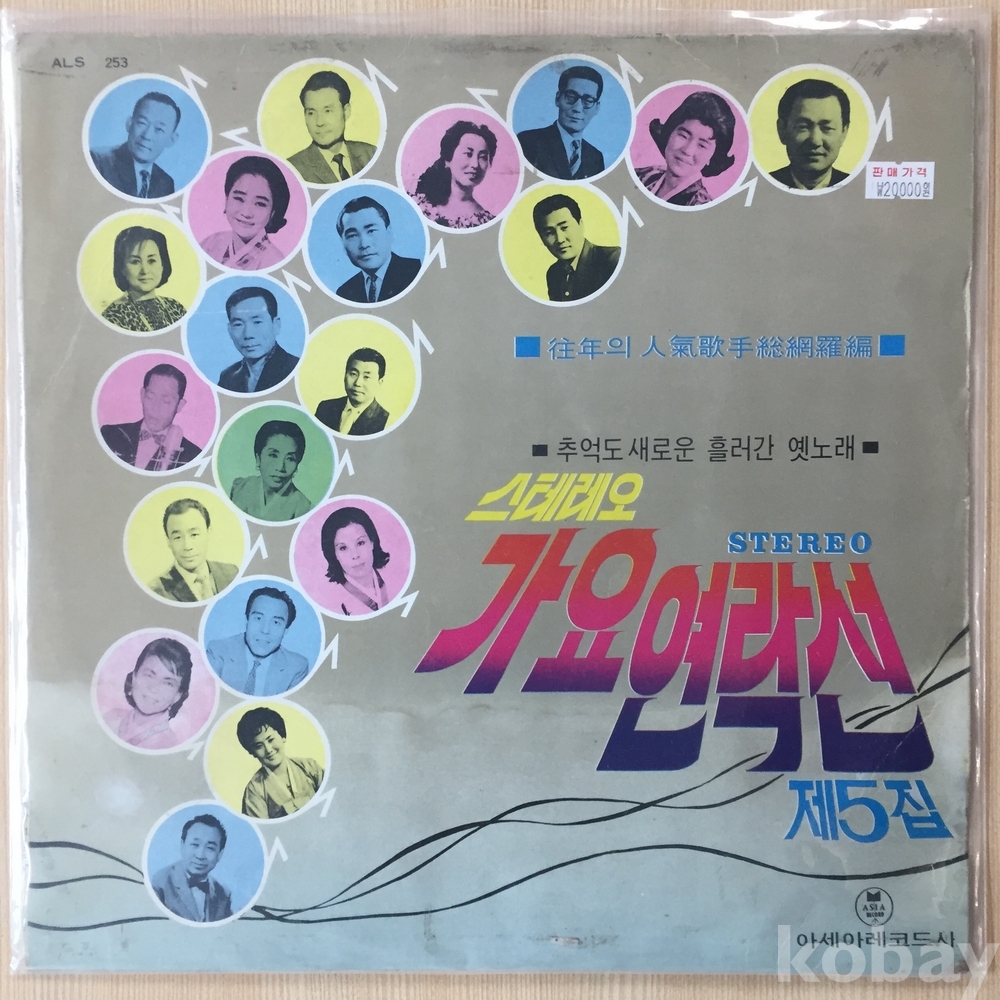 ALS 253
판매가격
₩20000원
■ 往年의 人氣歌手総網羅編 ■
■ 추억도 새로운 흘러간 옛노래 ■
스테레오
STEREO
가요연락선
제5집
ASIA
RECORD
아세아레코드사
kobay